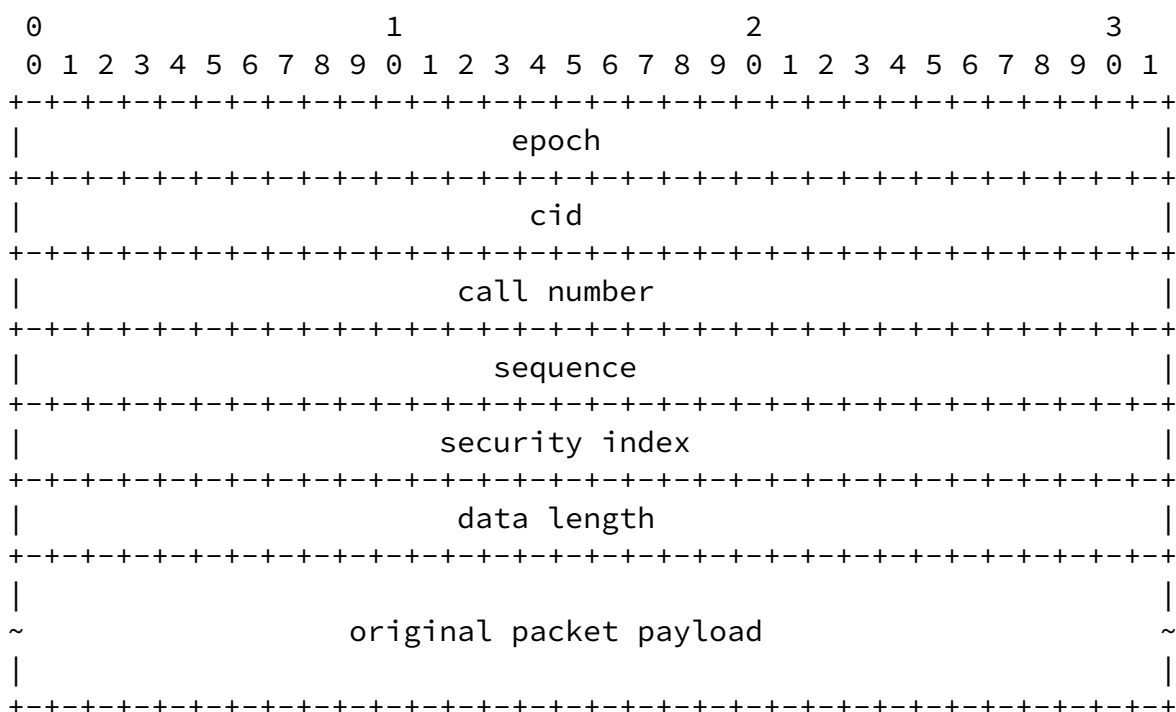 0                   1                   2                   3
0 1 2 3 4 5 6 7 8 9 0 1 2 3 4 5 6 7 8 9 0 1 2 3 4 5 6 7 8 9 0 1
+-+-+-+-+-+-+-+-+-+-+-+-+-+-+-+-+-+-+-+-+-+-+-+-+-+-+-+-+-+-+-+-+
|                           epoch                               |
+-+-+-+-+-+-+-+-+-+-+-+-+-+-+-+-+-+-+-+-+-+-+-+-+-+-+-+-+-+-+-+-+
|                            cid                                |
+-+-+-+-+-+-+-+-+-+-+-+-+-+-+-+-+-+-+-+-+-+-+-+-+-+-+-+-+-+-+-+-+
|                        call number                            |
+-+-+-+-+-+-+-+-+-+-+-+-+-+-+-+-+-+-+-+-+-+-+-+-+-+-+-+-+-+-+-+-+
|                          sequence                             |
+-+-+-+-+-+-+-+-+-+-+-+-+-+-+-+-+-+-+-+-+-+-+-+-+-+-+-+-+-+-+-+-+
|                       security index                          |
+-+-+-+-+-+-+-+-+-+-+-+-+-+-+-+-+-+-+-+-+-+-+-+-+-+-+-+-+-+-+-+-+
|                        data length                            |
+-+-+-+-+-+-+-+-+-+-+-+-+-+-+-+-+-+-+-+-+-+-+-+-+-+-+-+-+-+-+-+-+
|                                                               |
~                  original packet payload                      ~
|                                                               |
+-+-+-+-+-+-+-+-+-+-+-+-+-+-+-+-+-+-+-+-+-+-+-+-+-+-+-+-+-+-+-+-+